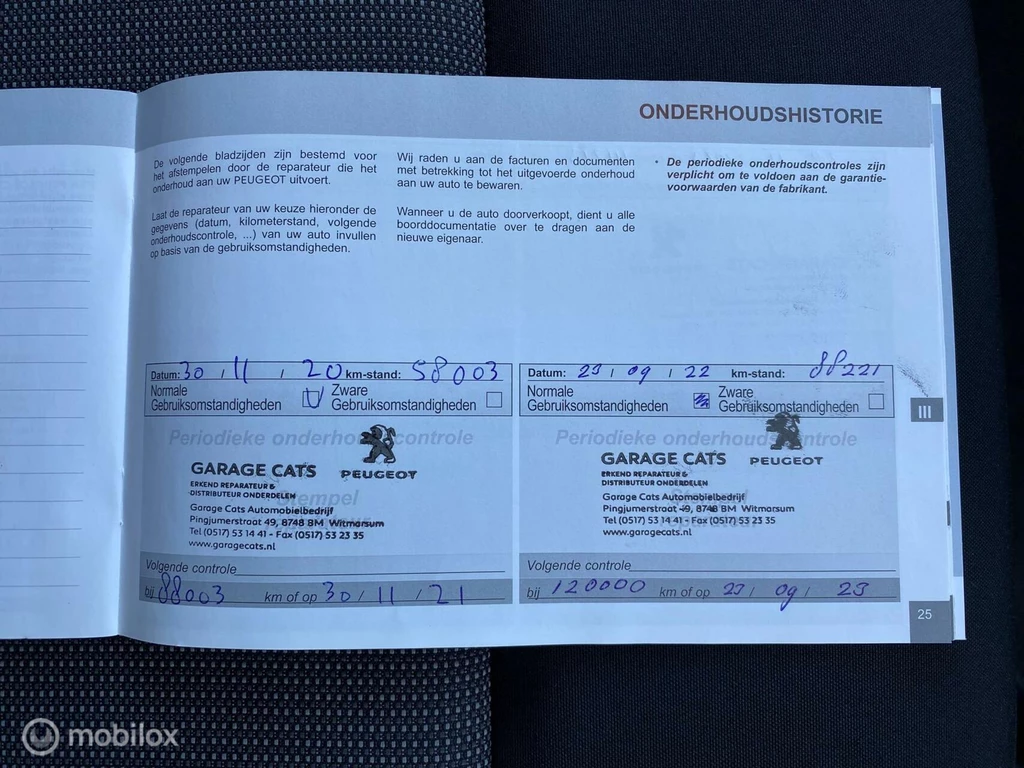 ONDERHOUDSHISTORIE
De volgende bladzijden zijn bestemd voor
het afstempelen door de reparateur die het
onderhoud aan uw PEUGEOT uitvoert.
Laat de reparateur van uw keuze hieronder de
gegevens (datum, kilometerstand, volgende
onderhoudscontrole, ...) van uw auto invullen
op basis van de gebruiksomstandigheden.
Wij raden u aan de facturen en documenten
met betrekking tot het uitgevoerde onderhoud
aan uw auto te bewaren.
Wanneer u de auto doorverkoopt, dient u alle
boorddocumentatie over te dragen aan de
nieuwe eigenaar.
• De periodieke onderhoudscontroles zijn
verplicht om te voldoen aan de garantie-
voorwaarden van de fabrikant.
Datum: 30 / 11 / 20 km-stand: 58003
Normale
Gebruiksomstandigheden
Zware
Gebruiksomstandigheden
Periodieke onderhoudscontrole
GARAGE CATS PEUGEOT
ERKEND REPARATEUR &
DISTRIBUTEUR ONDERDELEN
Stempel
Garage Cats Automobielbedrijf
Pingjumerstraat 49, 8748 BM Witmarsum
Tel (0517) 53 14 41 - Fax (0517) 53 23 35
www.garagecats.nl
Volgende controle
bij 88003 km of op 30 / 11 / 21
Datum: 23 / 09 / 22 km-stand: 88221
Normale
Gebruiksomstandigheden
Zware
Gebruiksomstandigheden
Periodieke onderhoudscontrole
GARAGE CATS PEUGEOT
ERKEND REPARATEUR &
DISTRIBUTEUR ONDERDELEN
Garage Cats Automobielbedrijf
Pingjumerstraat 49, 8748 BM Witmarsum
Tel (0517) 53 14 41 - Fax (0517) 53 23 35
www.garagecats.nl
Volgende controle
bij 120000 km of op 23 / 09 / 23
III
25
mobilox